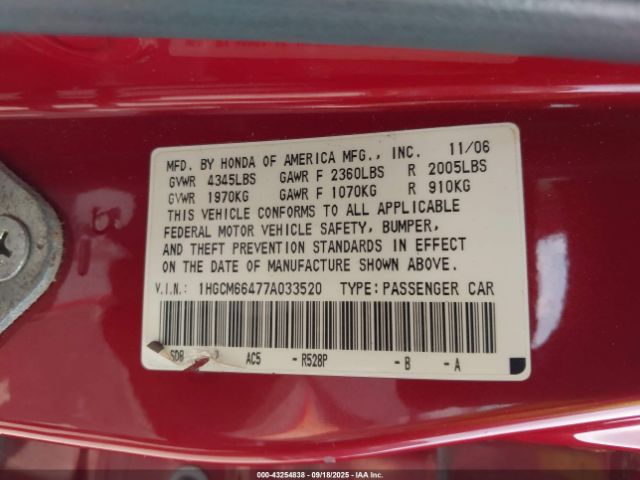 MFD. BY HONDA OF AMERICA MFG., INC. 11/06
GVWR 4345LBS GAWR F 2360LBS R 2005LBS
GVWR 1970KG GAWR F 1070KG R 910KG
THIS VEHICLE CONFORMS TO ALL APPLICABLE
FEDERAL MOTOR VEHICLE SAFETY, BUMPER,
AND THEFT PREVENTION STANDARDS IN EFFECT
ON THE DATE OF MANUFACTURE SHOWN ABOVE.
V.I.N.: 1HGCM66477A033520 TYPE: PASSENGER CAR
AC5 - R528P - B - A
00-43254838 - 09/18/2025 - IAA Inc.